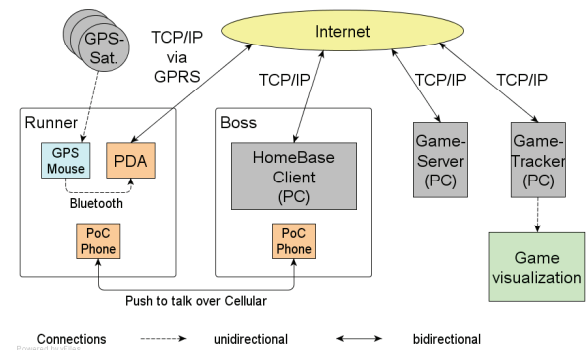 GPS-
Sat.
TCP/IP
via
GPRS
Internet
TCP/IP
TCP/IP
TCP/IP
Runner
Boss
GPS
Mouse
PDA
Bluetooth
HomeBase
Client
(PC)
Game-
Server
(PC)
Game-
Tracker
(PC)
PoC
Phone
PoC
Phone
Game
visualization
Push to talk over Cellular
Connections
unidirectional
bidirectional